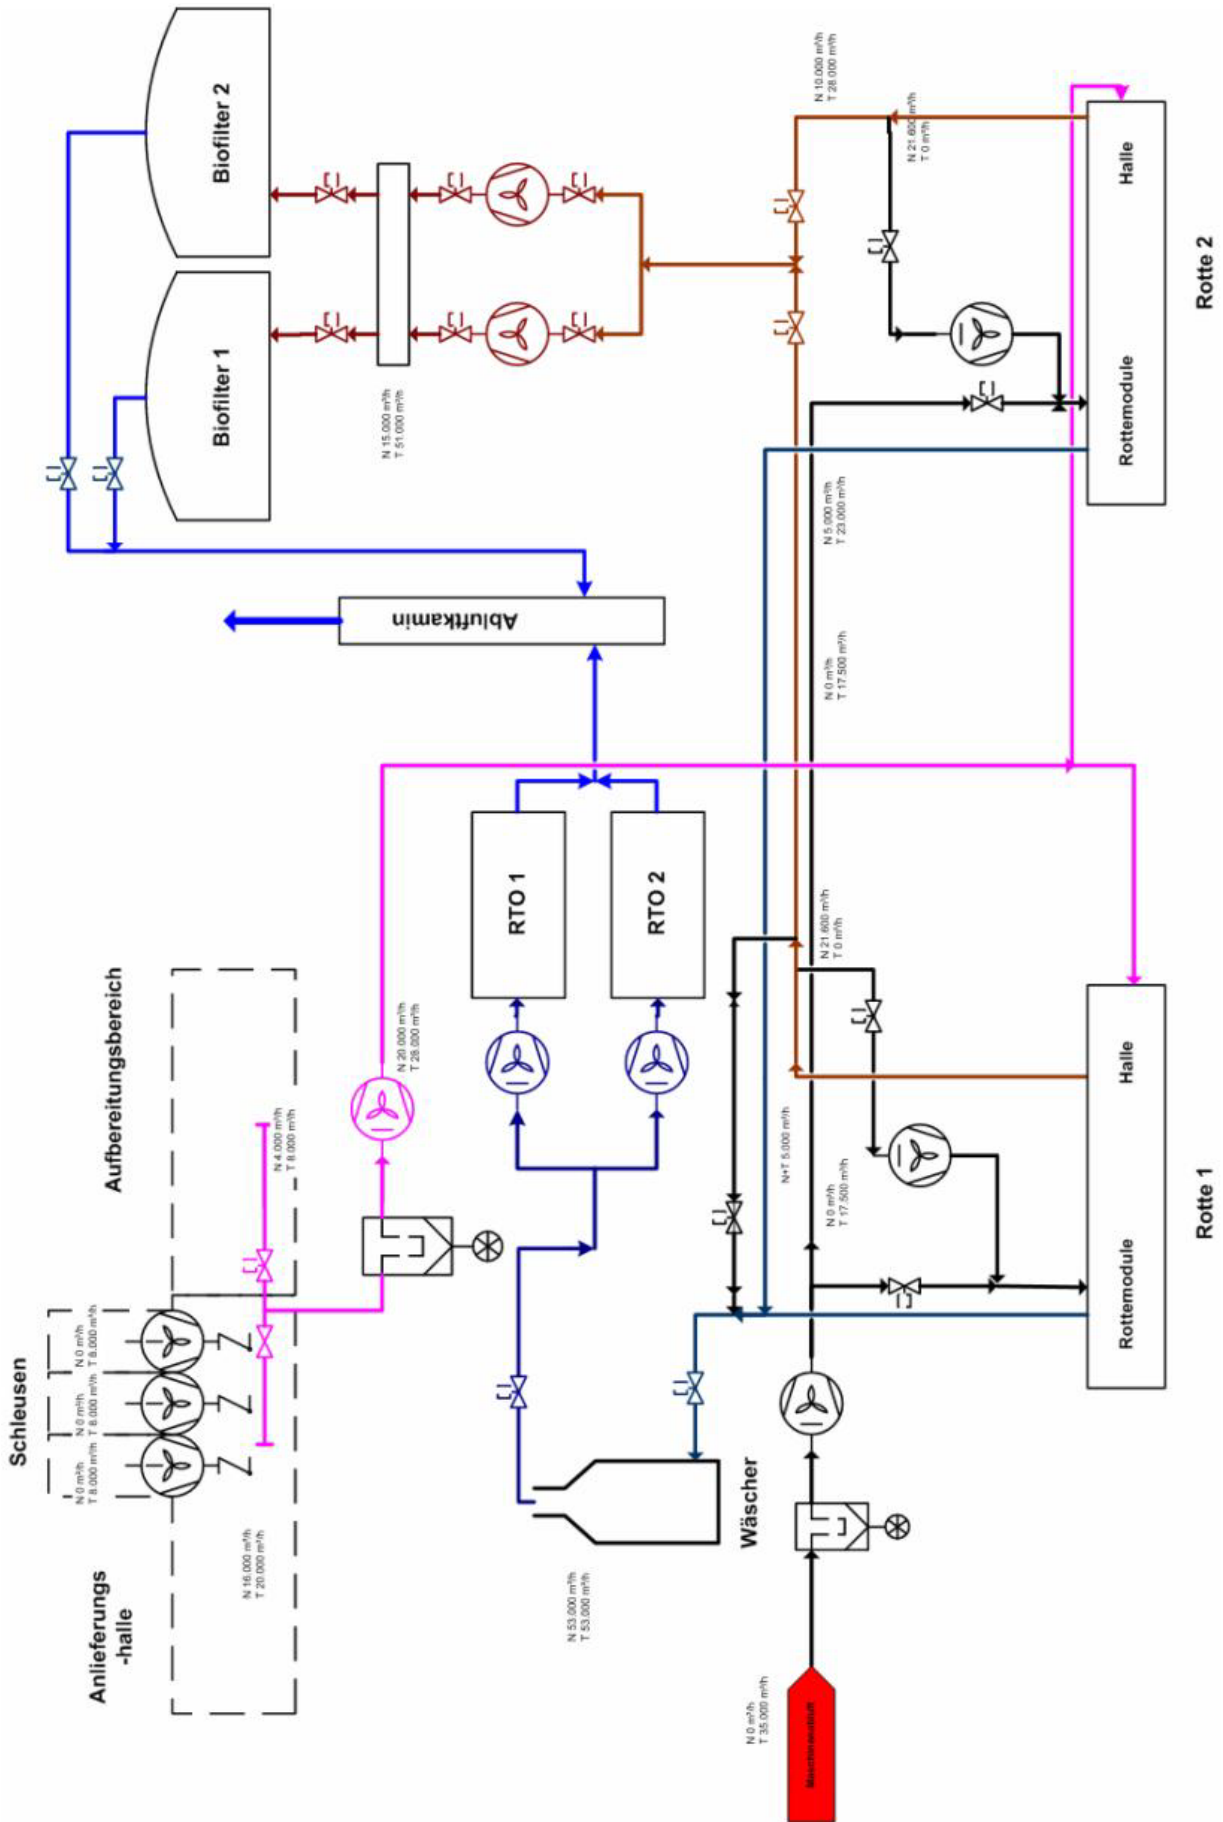 Schleusen
N 0 m³/h
T 8.000 m³/h
N 0 m³/h
T 8.000 m³/h
N 0 m³/h
T 8.000 m³/h
Anlieferungs
-halle
Aufbereitungsbereich
Biofilter 1
Biofilter 2
N 16.000 m³/h
T 20.000 m³/h
N 4.000 m³/h
T 8.000 m³/h
N 15.000 m³/h
T 51.000 m³/h
N 20.000 m³/h
T 28.000 m³/h
Abluftkamin
RTO 1
RTO 2
N 53.000 m³/h
T 53.000 m³/h
Wäscher
N 0 m³/h
T 35.000 m³/h
Maschinenabluft
N+T 5.000 m³/h
N 0 m³/h
T 17.500 m³/h
N 21.600 m³/h
T 0 m³/h
N 0 m³/h
T 17.500 m³/h
N 5.000 m³/h
T 23.000 m³/h
N 10.000 m³/h
T 28.000 m³/h
N 21.600 m³/h
T 0 m³/h
Rottemodule
Halle
Rottemodule
Halle
Rotte 1
Rotte 2